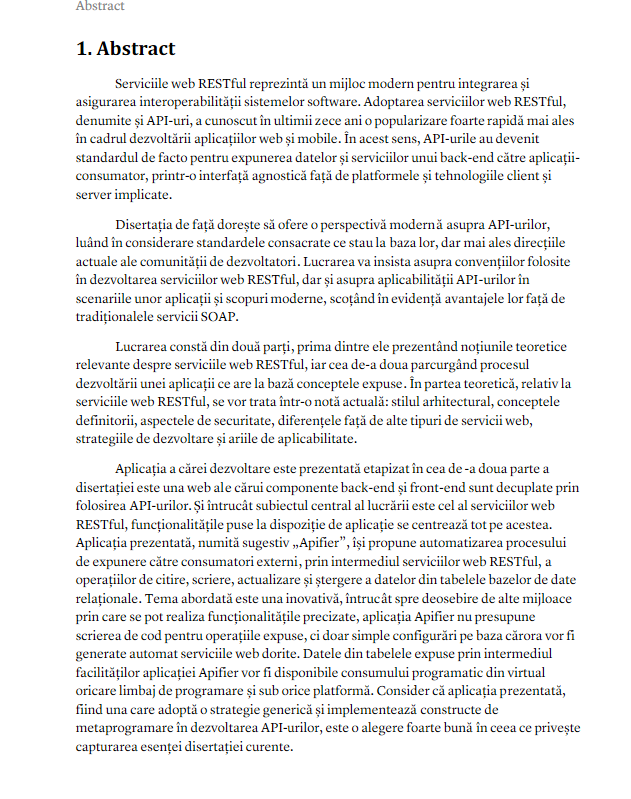 Abstract
1. Abstract
Serviciile web RESTful reprezintă un mijloc modern pentru integrarea și
asigurarea interoperabilității sistemelor software. Adoptarea serviciilor web RESTful,
denumite și API-uri, a cunoscut în ultimii zece ani o popularizare foarte rapidă mai ales
în cadrul dezvoltării aplicațiilor web și mobile. În acest sens, API-urile au devenit
standardul de facto pentru expunerea datelor și serviciilor unui back-end către aplicații-
consumator, printr-o interfață agnostică față de platformele și tehnologiile client și
server implicate.
Disertația de față dorește să ofere o perspectivă modernă asupra API-urilor,
luând în considerare standardele consacrate ce stau la baza lor, dar mai ales direcțiile
actuale ale comunității de dezvoltatori. Lucrarea va insista asupra convențiilor folosite
în dezvoltarea serviciilor web RESTful, dar și asupra aplicabilității API-urilor în
scenariile unor aplicații și scopuri moderne, scoțând în evidență avantajele lor față de
tradiționalele servicii SOAP.
Lucrarea constă din două parți, prima dintre ele prezentând noțiunile teoretice
relevante despre serviciile web RESTful, iar cea de-a doua parcurgând procesul
dezvoltării unei aplicații ce are la bază conceptele expuse. În partea teoretică, relativ la
serviciile web RESTful, se vor trata într-o notă actuală: stilul arhitectural, conceptele
definitorii, aspectele de securitate, diferențele față de alte tipuri de servicii web,
strategiile de dezvoltare și ariile de aplicabilitate.
Aplicația a cărei dezvoltare este prezentată etapizat în cea de -a doua parte a
disertației este una web ale cărui componente back-end și front-end sunt decuplate prin
folosirea API-urilor. Și întrucât subiectul central al lucrării este cel al serviciilor web
RESTful, funcționalitățile puse la dispoziție de aplicație se centrează tot pe acestea.
Aplicația prezentată, numită sugestiv „Apifier”, își propune automatizarea procesului
de expunere către consumatori externi, prin intermediul serviciilor web RESTful, a
operațiilor de citire, scriere, actualizare și ștergere a datelor din tabelele bazelor de date
relaționale. Tema abordată este una inovativă, întrucât spre deosebire de alte mijloace
prin care se pot realiza funcționalitățile precizate, aplicația Apifier nu presupune
scrierea de cod pentru operațiile expuse, ci doar simple configurări pe baza cărora vor fi
generate automat serviciile web dorite. Datele din tabelele expuse prin intermediul
facilităților aplicației Apifier vor fi disponibile consumului programatic din virtual
oricare limbaj de programare și sub orice platformă. Consider că aplicația prezentată,
fiind una care adoptă o strategie generică și implementează constructe de
metaprogramare în dezvoltarea API-urilor, este o alegere foarte bună în ceea ce privește
capturarea esenței disertației curente.